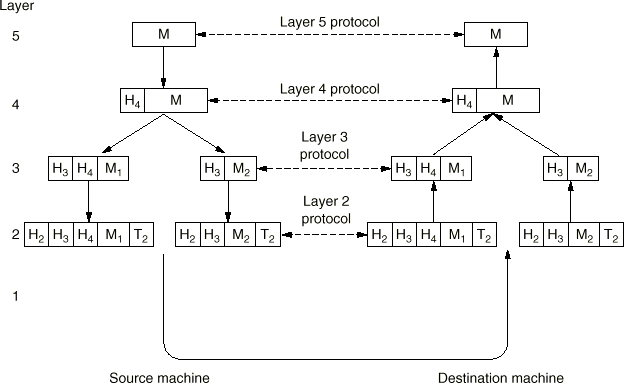 Layer
5 M Layer 5 protocol M
4 H₄ M Layer 4 protocol H₄ M
Layer 3
protocol
3 H₃ H₄ M₁ H₃ M₂ H₃ H₄ M₁ H₃ M₂
Layer 2
protocol
2 H₂ H₃ H₄ M₁ T₂ H₂ H₃ M₂ T₂ H₂ H₃ H₄ M₁ T₂ H₂ H₃ M₂ T₂
1
Source machine Destination machine